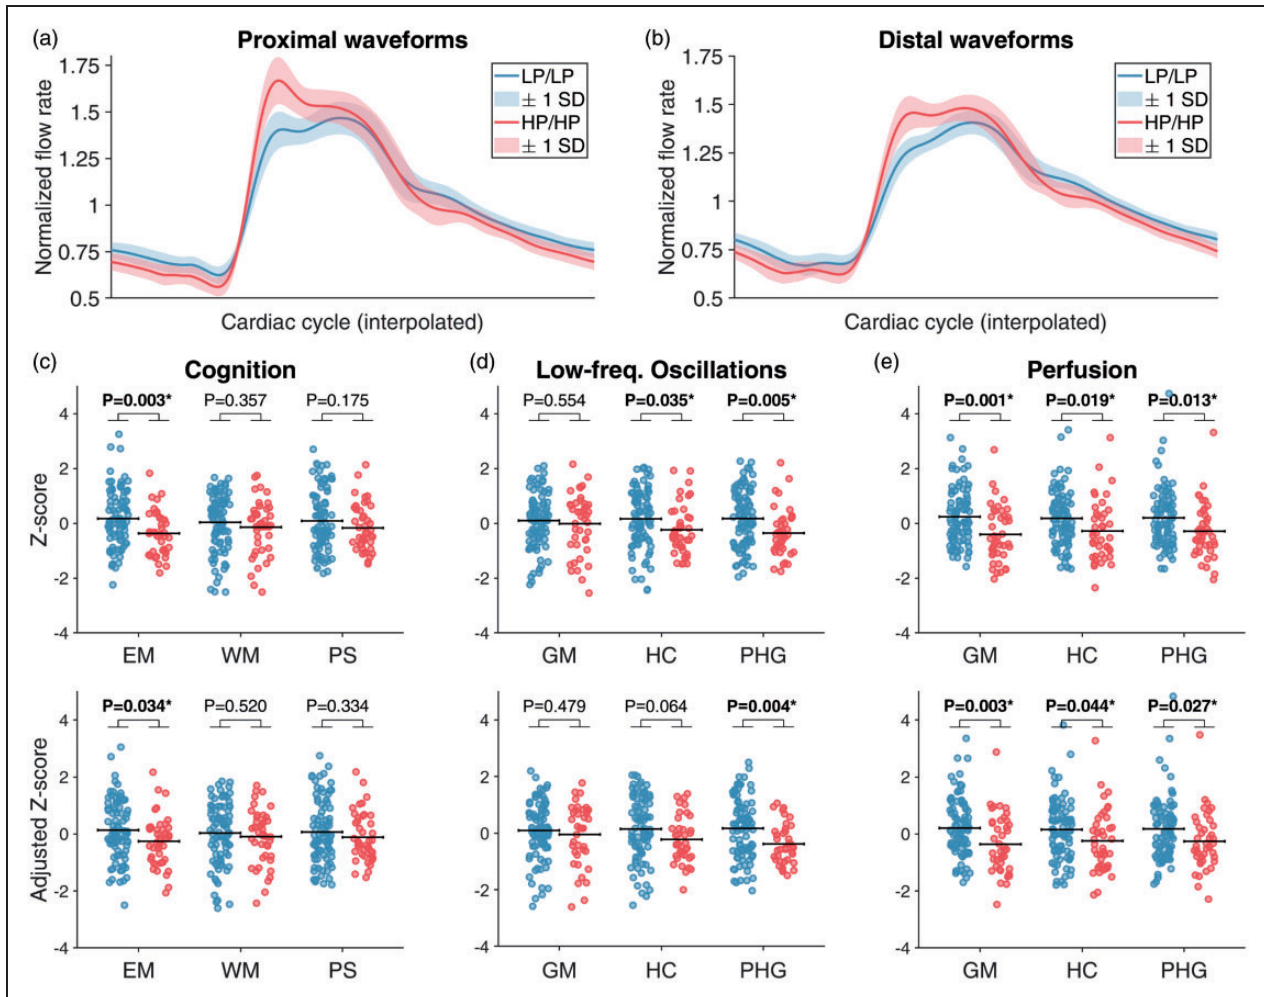 (a) Proximal waveforms
1.75
1.5
1.25
1
0.75
0.5
Normalized flow rate
LP/LP
± 1 SD
HP/HP
± 1 SD
Cardiac cycle (interpolated)
(b) Distal waveforms
1.75
1.5
1.25
1
0.75
0.5
Normalized flow rate
LP/LP
± 1 SD
HP/HP
± 1 SD
Cardiac cycle (interpolated)
(c) Cognition
P=0.003* P=0.357 P=0.175
4
2
0
-2
-4
Z-score
EM WM PS
(d) Low-freq. Oscillations
P=0.554 P=0.035* P=0.005*
4
2
0
-2
-4
GM HC PHG
(e) Perfusion
P=0.001* P=0.019* P=0.013*
4
2
0
-2
-4
GM HC PHG
P=0.034* P=0.520 P=0.334
4
2
0
-2
-4
Adjusted Z-score
EM WM PS
P=0.479 P=0.064 P=0.004*
4
2
0
-2
-4
GM HC PHG
P=0.003* P=0.044* P=0.027*
4
2
0
-2
-4
GM HC PHG